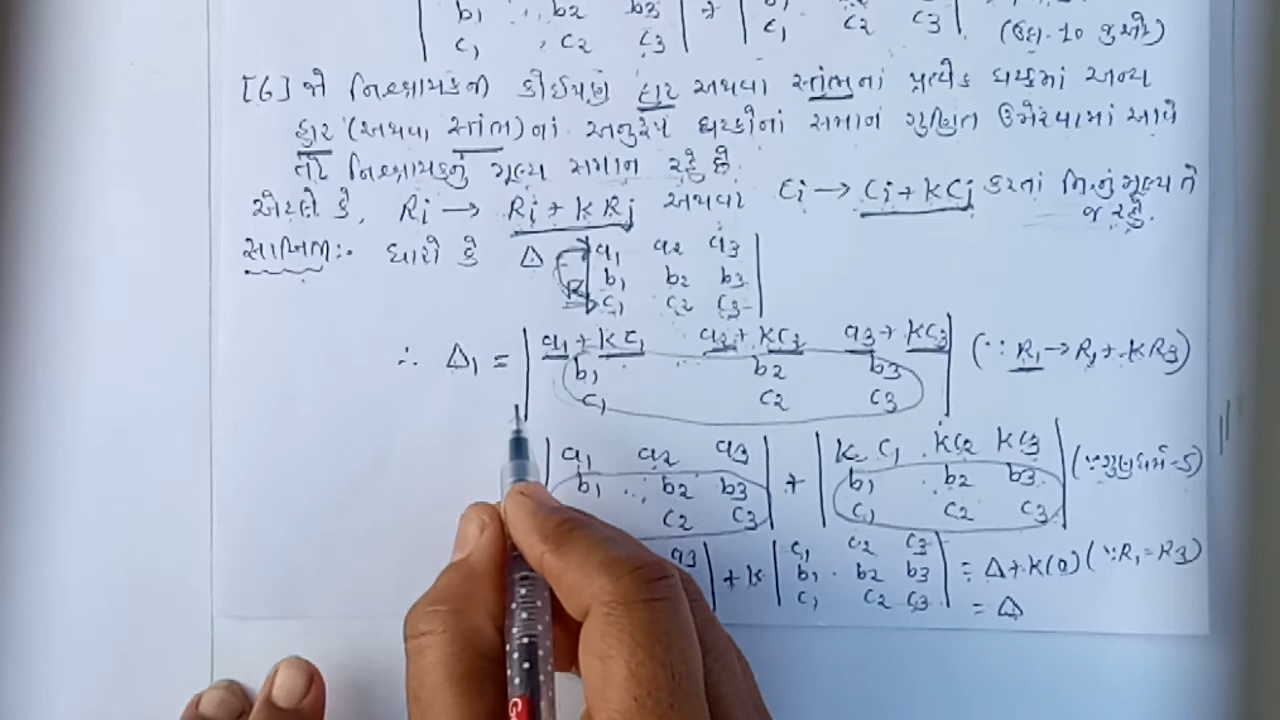 b₁ .., b₂ b₃ | + |
c₁ , c₂ c₃ | c₁ c₂ c₃ | (ઉદા.10 જુઓ)
[6] જો નિશ્ચાયકની કોઈપણ હાર અથવા સ્તંભનાં પ્રત્યેક ઘટકમાં અન્ય
હાર (અથવા સ્તંભ)નાં અનુરૂપ ઘટકોનાં સમાન ગુણિત ઉમેરવામાં આવે
તો નિશ્ચાયકનું મૂલ્ય સમાન રહે છે.
એટલે કે, Ri → Ri + k Rj અથવા Ci → Ci + kCj કરતાં નિ.નું મૂલ્ય તે
જ રહે.
સાબિતી:- ધારો કે Δ | a₁ a₂ a₃ |
| b₁ b₂ b₃ |
| c₁ c₂ c₃ |
∴ Δ₁ = | a₁ + kc₁ a₂ + kc₂ a₃ + kc₃ | (∵ R₁ → R₁ + kR₃)
| b₁ b₂ b₃ |
| c₁ c₂ c₃ |
| a₁ a₂ a₃ | + | k c₁ kc₂ kc₃ | (∵ ગુણધર્મ-5)
| b₁ .., b₂ b₃ | | b₁ b₂ b₃ |
c₂ c₃ | | c₁ c₂ c₃ |
a₃ | + k | c₁ c₂ c₃ | = Δ + k(0) (∵ R₁ = R₃)
| b₁ b₂ b₃ |
| c₁ c₂ c₃ | = Δ